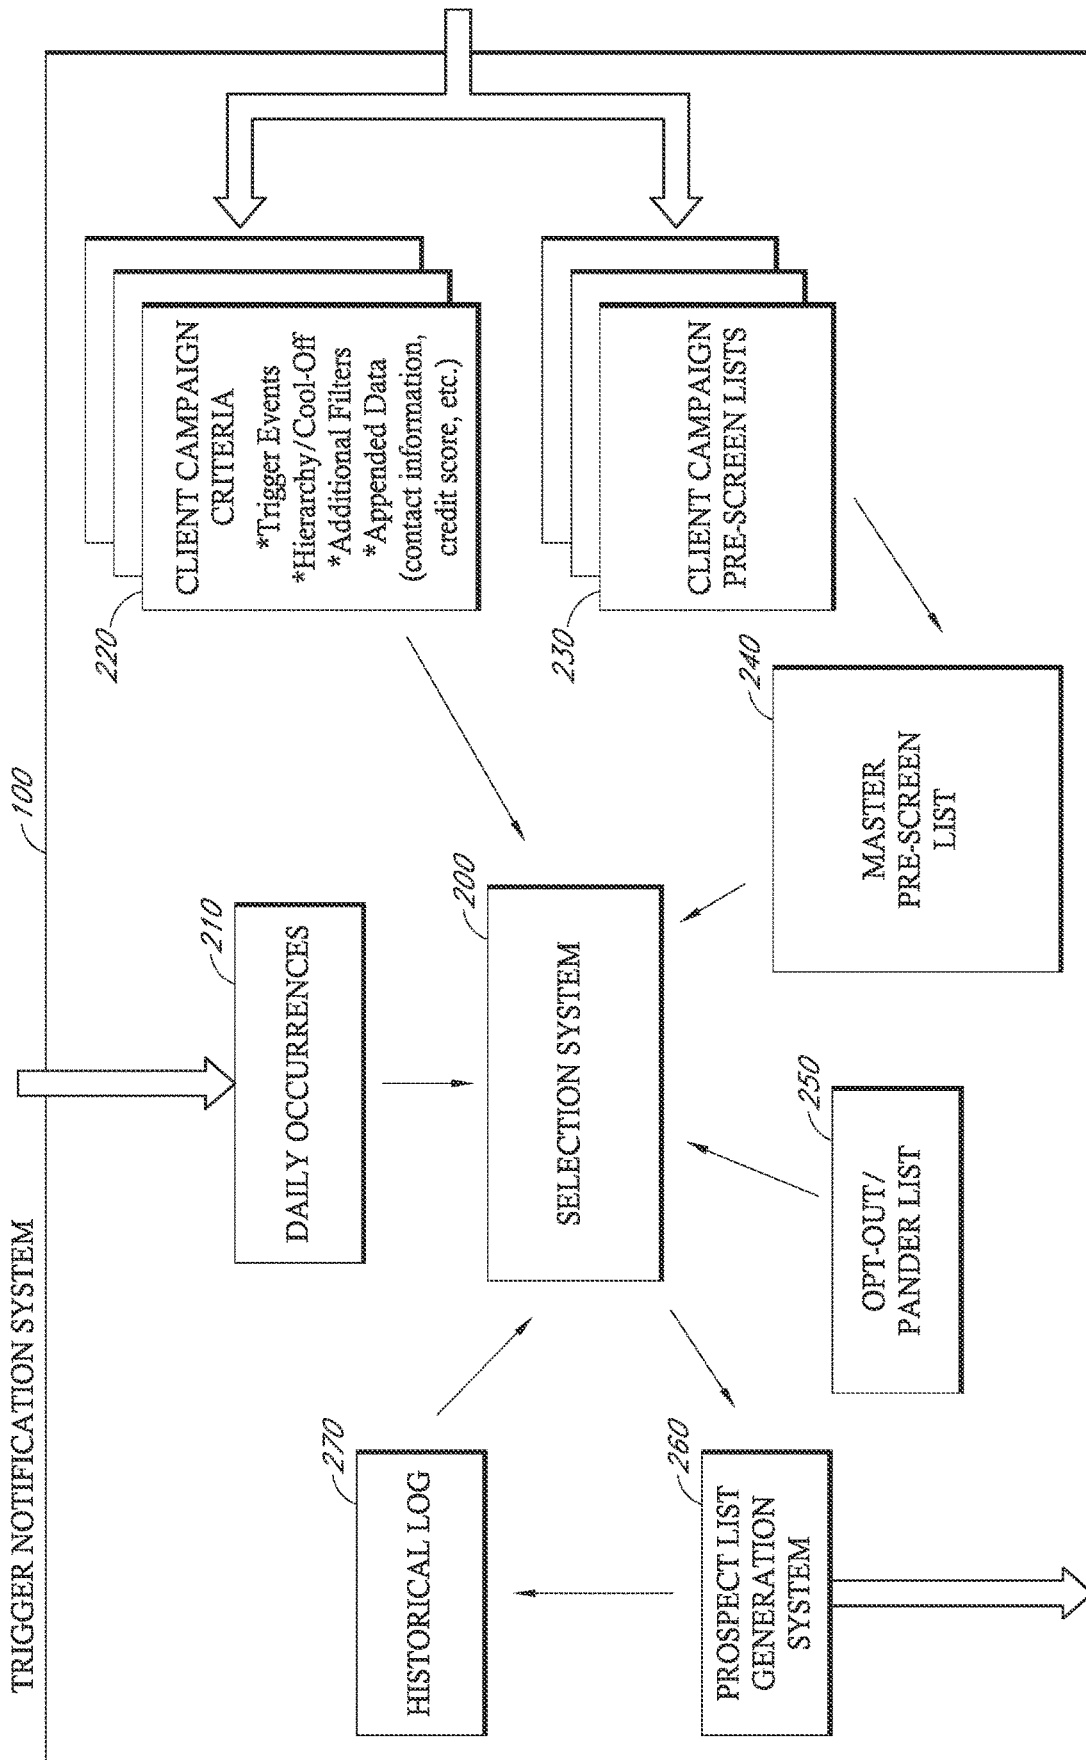 TRIGGER NOTIFICATION SYSTEM
100
210
DAILY OCCURRENCES
220
CLIENT CAMPAIGN
CRITERIA
*Trigger Events
*Hierarchy/Cool-Off
*Additional Filters
*Appended Data
(contact information,
credit score, etc.)
270
HISTORICAL LOG
200
SELECTION SYSTEM
230
CLIENT CAMPAIGN
PRE-SCREEN LISTS
260
PROSPECT LIST
GENERATION
SYSTEM
250
OPT-OUT/
PANDER LIST
240
MASTER
PRE-SCREEN
LIST